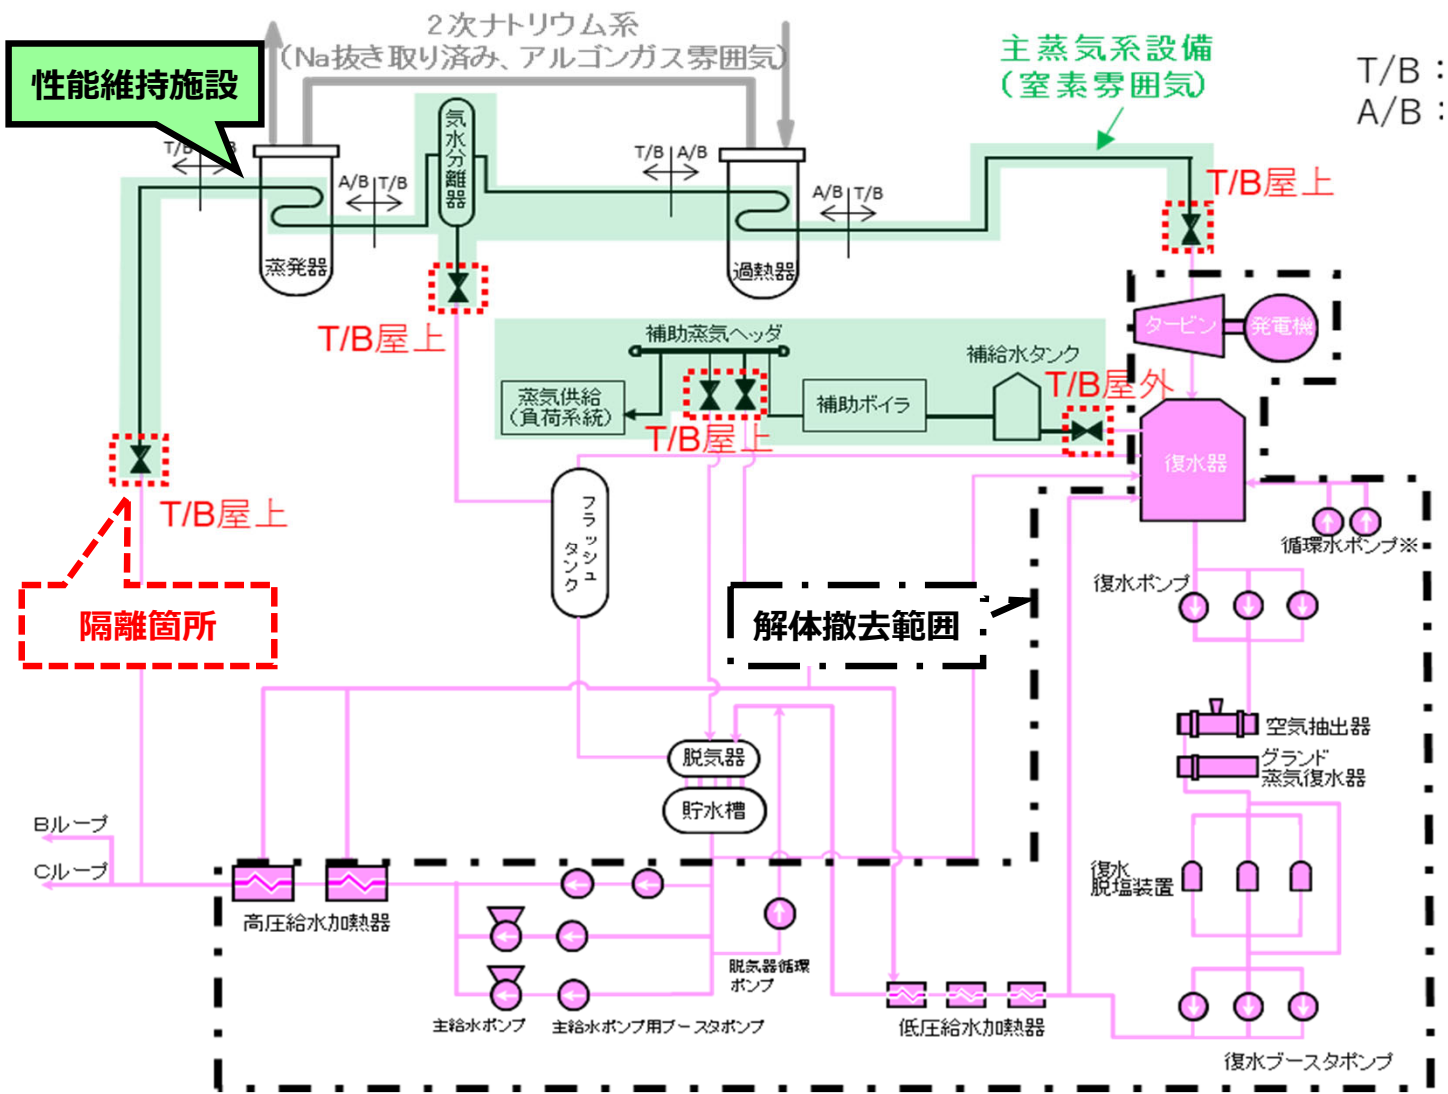 2次ナトリウム系
(Na抜き取り済み、アルゴンガス雰囲気)
性能維持施設
主蒸気系設備
(窒素雰囲気)
T/B：
A/B：
T/B
B
気水分離器
T/B
A/B
A/B
T/B
A/B
T/B
T/B屋上
蒸発器
過熱器
T/B屋上
タービン
発電機
補助蒸気ヘッダ
補給水タンク
T/B屋外
蒸気供給
(負荷系統)
補助ボイラ
T/B屋上
復水器
T/B屋上
フラッシュ
タンク
循環水ポンプ※
復水ポンプ
隔離箇所
解体撤去範囲
空気抽出器
脱気器
グランド
蒸気復水器
貯水槽
Bループ
Cループ
復水
脱塩装置
高圧給水加熱器
脱気器循環
ポンプ
主給水ポンプ
主給水ポンプ用ブースタポンプ
低圧給水加熱器
復水ブースタポンプ